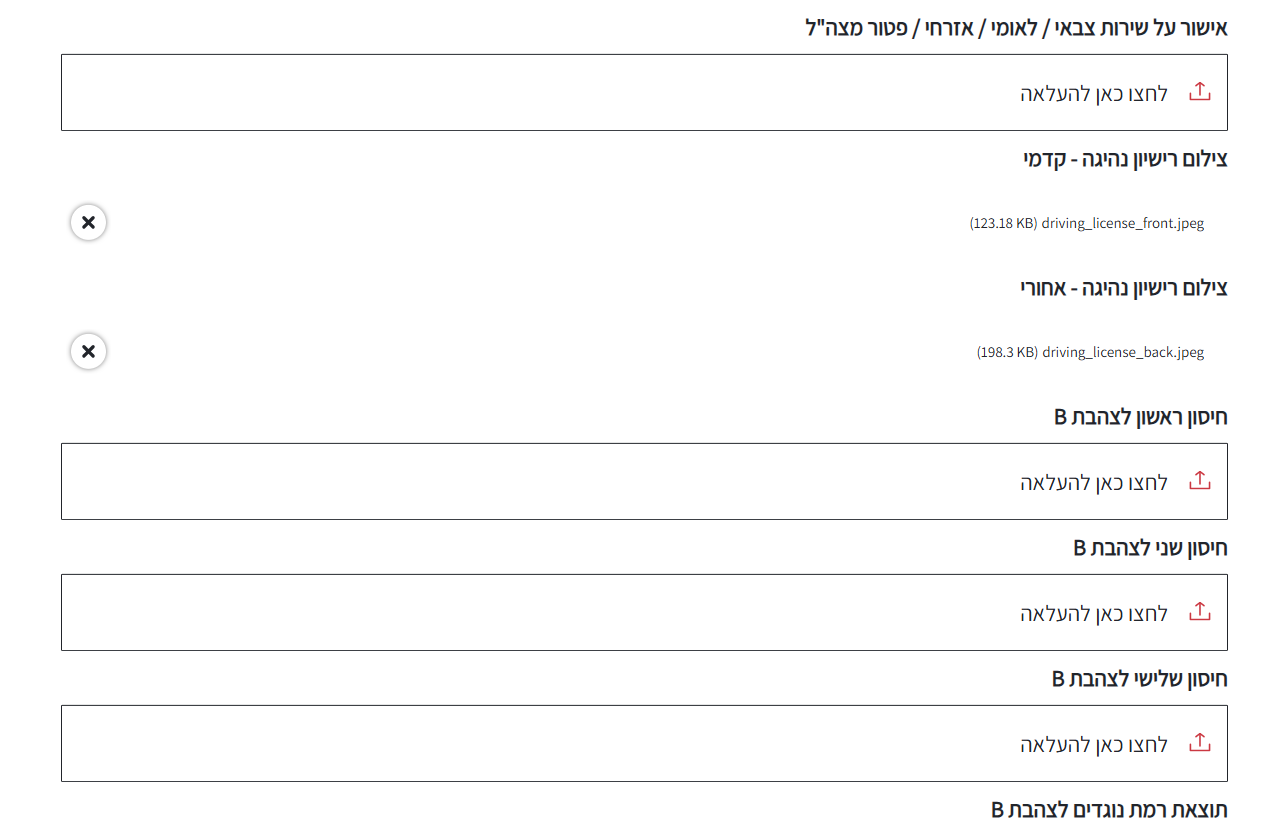 אישור על שירות צבאי / לאומי / אזרחי / פטור מצה"ל
לחצו כאן להעלאה
צילום רישיון נהיגה - קדמי
driving_license_front.jpeg (123.18 KB)
צילום רישיון נהיגה - אחורי
driving_license_back.jpeg (198.3 KB)
חיסון ראשון לצהבת B
לחצו כאן להעלאה
חיסון שני לצהבת B
לחצו כאן להעלאה
חיסון שלישי לצהבת B
לחצו כאן להעלאה
תוצאת רמת נוגדים לצהבת B